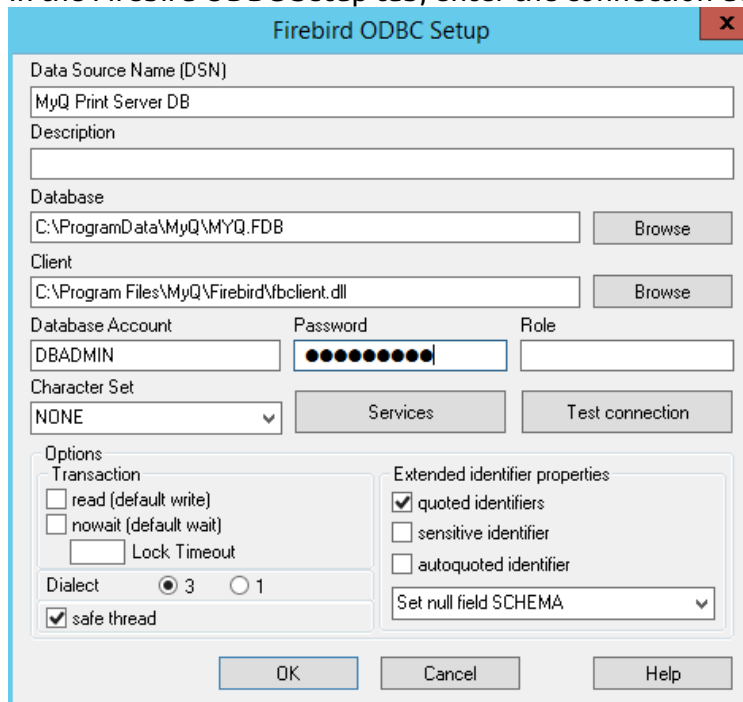 Firebird ODBC Setup
x
Data Source Name (DSN)
MyQ Print Server DB
Description
Database
C:\ProgramData\MyQ\MYQ.FDB
Browse
Client
C:\Program Files\MyQ\Firebird\fbclient.dll
Browse
Database Account Password Role
DBADMIN ●●●●●●●●●
Character Set
NONE Services Test connection
Options
Transaction
read (default write)
nowait (default wait)
Lock Timeout
Dialect 3 1
safe thread
Extended identifier properties
quoted identifiers
sensitive identifier
autoquoted identifier
Set null field SCHEMA
OK Cancel Help